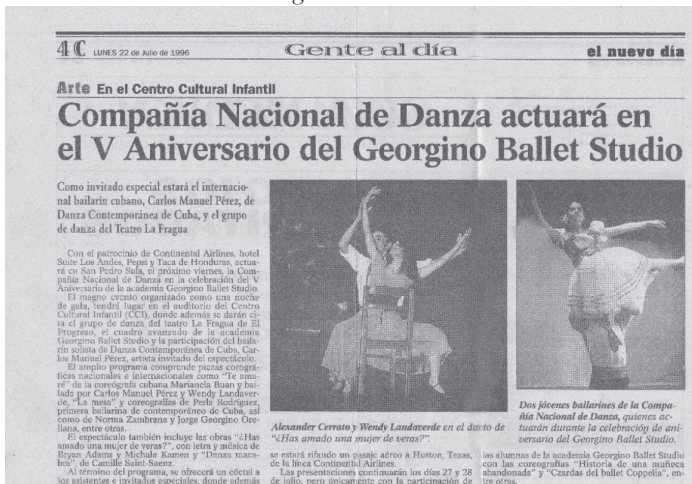 4C LUNES 22 de Julio de 1996 Gente al día el nuevo día
Arte En el Centro Cultural Infantil
Compañía Nacional de Danza actuará en
el V Aniversario del Georgino Ballet Studio
Como invitado especial estará el internacio-
nal bailarín cubano, Carlos Manuel Pérez, de
Danza Contemporánea de Cuba, y el grupo
de danza del Teatro La Fragua
Con el patrocinio de Continental Airlines, hotel
Suite Los Andes, Pepsi y Taca de Honduras, actua-
rá en San Pedro Sula, el próximo viernes, la Com-
pañía Nacional de Danza en la celebración del V
Aniversario de la academia Georgino Ballet Studio.
El magno evento organizado como una noche
de gala, tendrá lugar en el auditorio del Centro
Cultural Infantil (CCI), donde además se darán ci-
ta el grupo de danza del teatro La Fragua de El
Progreso, el cuadro avanzado de la academia
Georgino Ballet Studio y la participación del baila-
rín solista de Danza Contemporánea de Cuba, Car-
los Manuel Pérez, artista invitado del espectáculo.
El amplio programa comprende piezas corográ-
ficas nacionales e internacionales como "Te ama-
ré" de la coreógrafa cubana Marianela Buan y bai-
lada por Carlos Manuel Pérez y Wendy Landaver-
de, "La mesa" y coreografías de Perla Rodríguez,
primera bailarina de contemporáneo de Cuba, así
como de Norma Zambrana y Jorge Georgino Ore-
llana, entre otras.
El espectáculo también incluye las obras "¿Has
amado una mujer de veras?", con letra y música de
Bryan Adams y Michale Kamen y "Danza maca-
bra", de Camille Saint-Saenz.
Al término del programa, se ofrecerá un cóctel a
los asistentes e invitados especiales, donde además
Alexander Cerrato y Wendy Landaverde en el dueto de
"¿Has amado una mujer de veras?".
se estará rifando un pasaje aéreo a Huston, Texas,
de la línea Continental Airlines.
Las presentaciones continuarán los días 27 y 28
de julio, pero únicamente con la participación de
Dos jóvenes bailarines de la Compa-
ñía Nacional de Danza, quienes ac-
tuarán durante la celebración de ani-
versario del Georgino Ballet Studio.
las alumnas de la academia Georgino Ballet Studio
con las coreografías "Historia de una muñeca
abandonada" y "Czardas del ballet Coppelia", en-
tre otras.